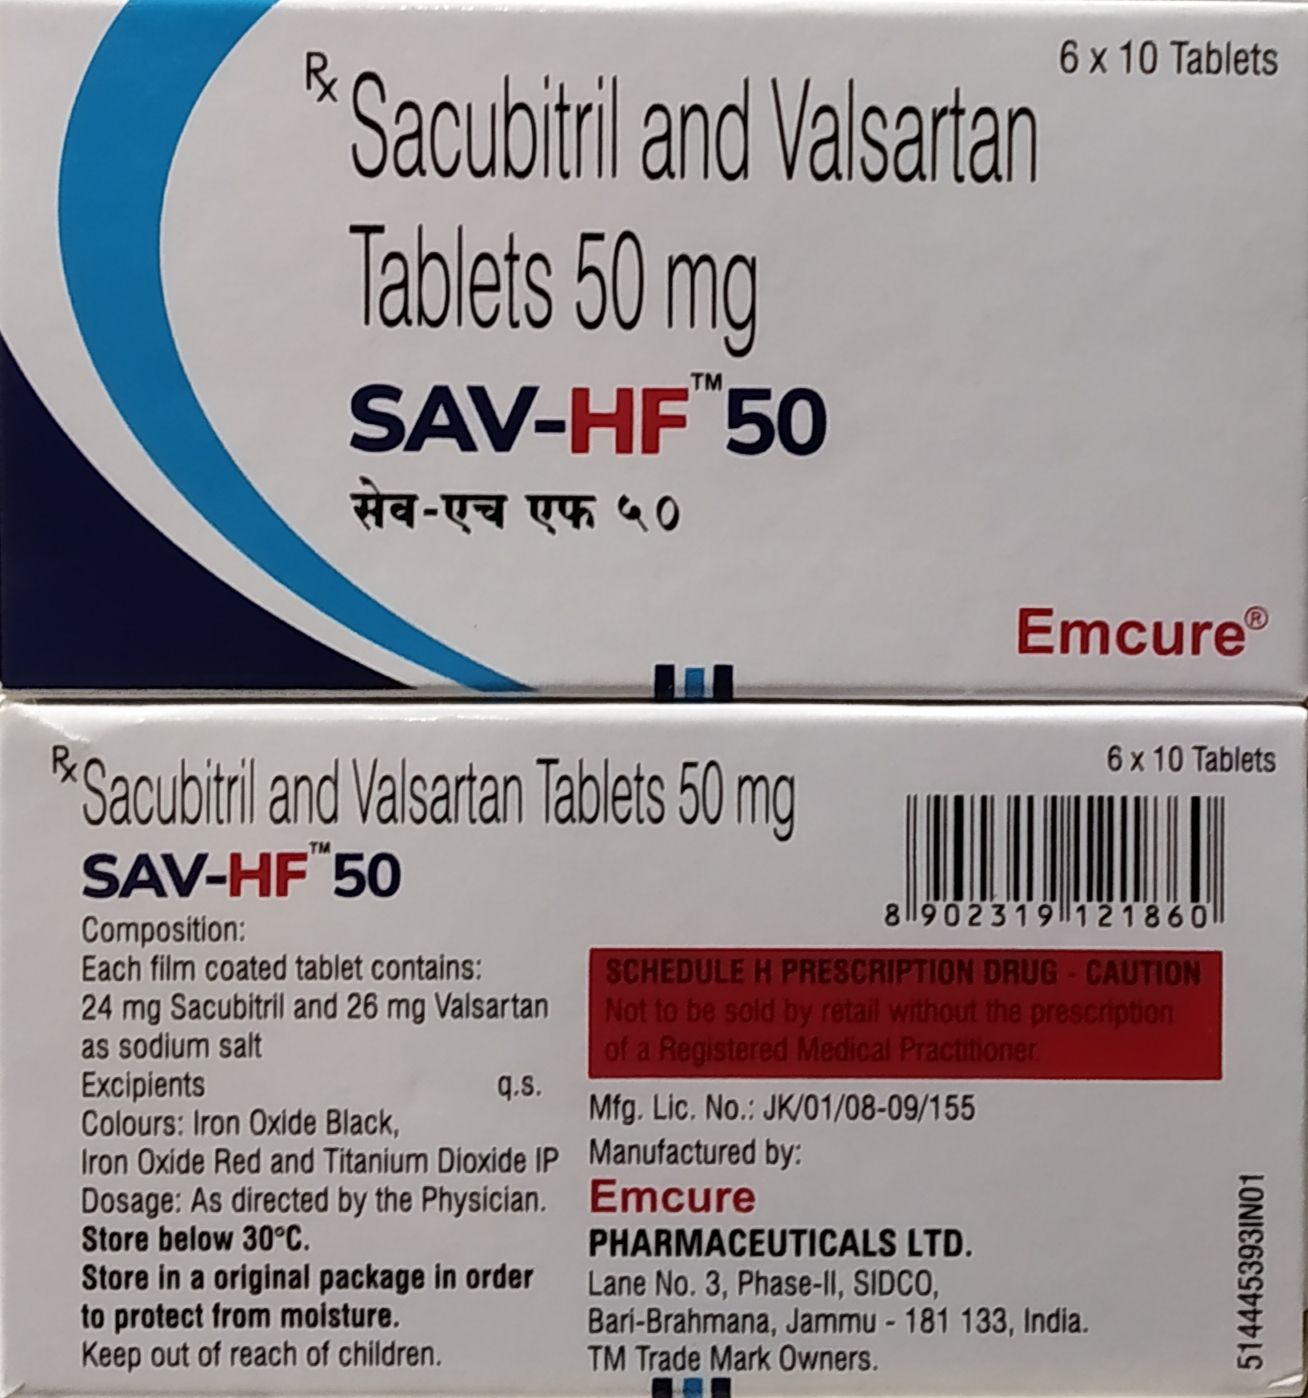 6 x 10 Tablets
Rx Sacubitril and Valsartan
Tablets 50 mg
SAV-HF™ 50
सेव-एच एफ ५०
Emcure®
6 x 10 Tablets
Rx Sacubitril and Valsartan Tablets 50 mg
SAV-HF™ 50
Composition:
Each film coated tablet contains:
24 mg Sacubitril and 26 mg Valsartan
as sodium salt
Excipients q.s.
Colours: Iron Oxide Black,
Iron Oxide Red and Titanium Dioxide IP
Dosage: As directed by the Physician.
Store below 30°C.
Store in a original package in order
to protect from moisture.
Keep out of reach of children.
8 902319 121860
SCHEDULE H PRESCRIPTION DRUG - CAUTION
Not to be sold by retail without the prescription
of a Registered Medical Practitioner.
Mfg. Lic. No.: JK/01/08-09/155
Manufactured by:
Emcure
PHARMACEUTICALS LTD.
Lane No. 3, Phase-II, SIDCO,
Bari-Brahmana, Jammu - 181 133, India.
TM Trade Mark Owners.
514445393IN01